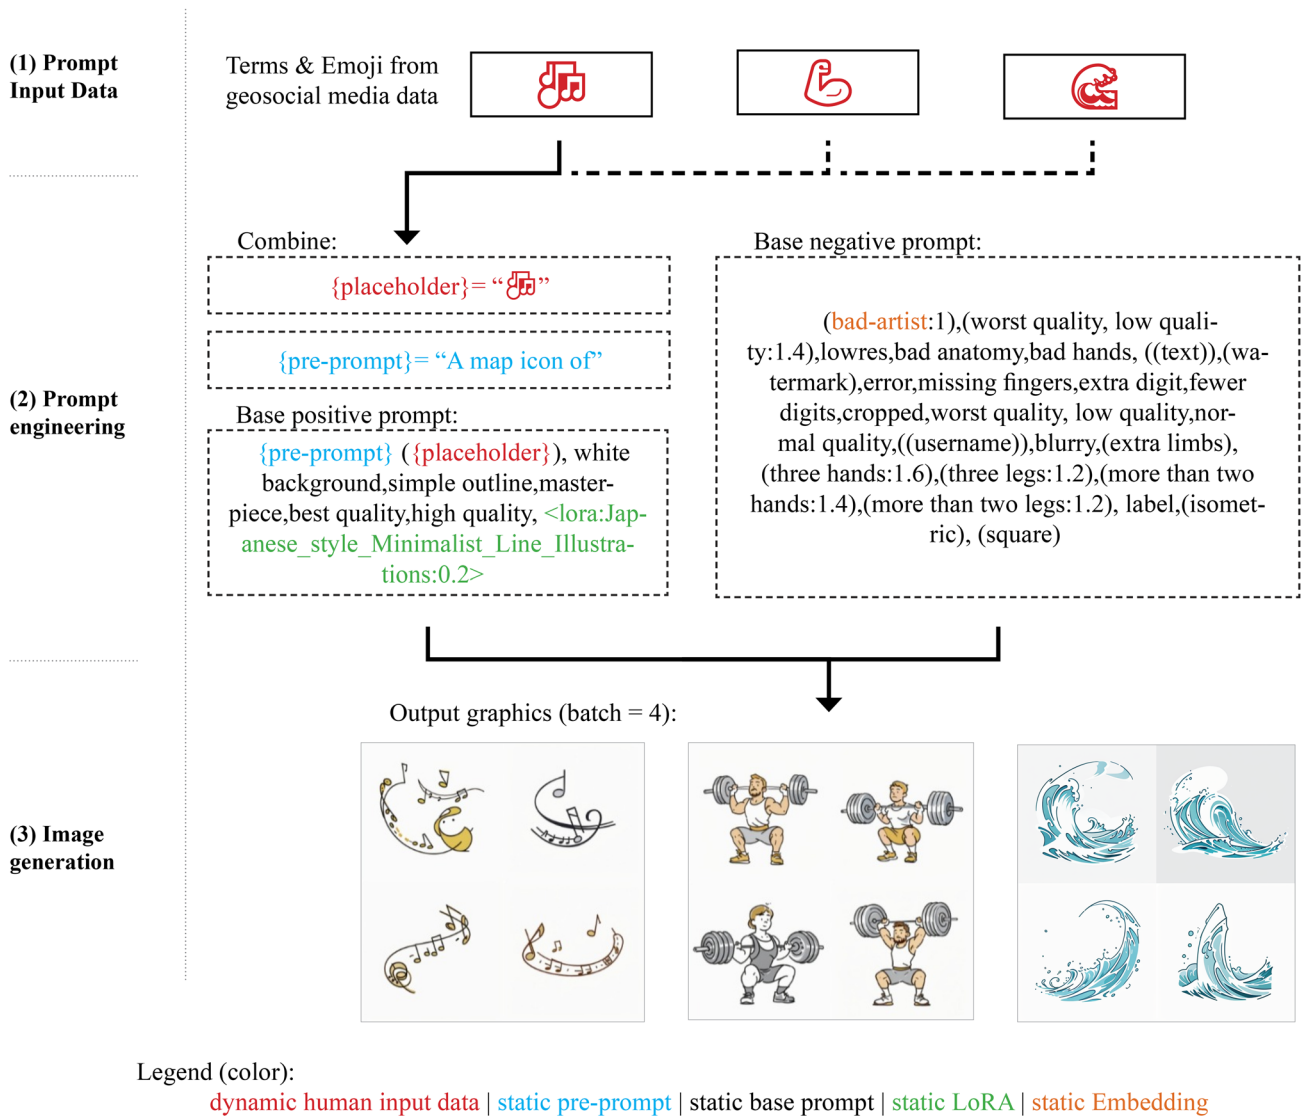 (1) Prompt
Input Data
Terms & Emoji from
geosocial media data
(2) Prompt
engineering
Combine:
{placeholder}= “🎶”
{pre-prompt}= “A map icon of”
Base positive prompt:
{pre-prompt} ({placeholder}), white
background,simple outline,master-
piece,best quality,high quality, <lora:Jap-
anese_style_Minimalist_Line_Illustra-
tions:0.2>
Base negative prompt:
(bad-artist:1),(worst quality, low quali-
ty:1.4),lowres,bad anatomy,bad hands, ((text)),(wa-
termark),error,missing fingers,extra digit,fewer
digits,cropped,worst quality, low quality,nor-
mal quality,((username)),blurry,(extra limbs),
(three hands:1.6),(three legs:1.2),(more than two
hands:1.4),(more than two legs:1.2), label,(isomet-
ric), (square)
(3) Image
generation
Output graphics (batch = 4):
Legend (color):
dynamic human input data | static pre-prompt | static base prompt | static LoRA | static Embedding